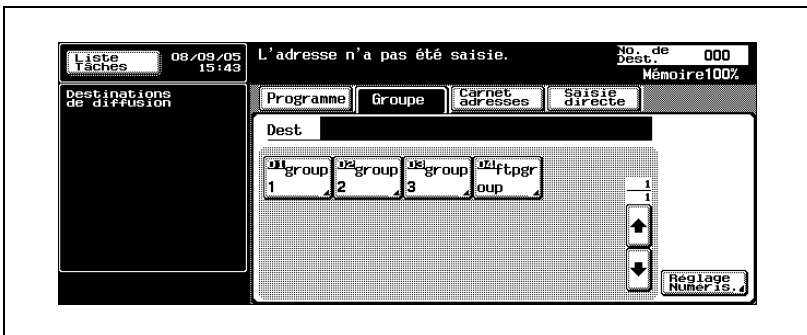 Liste
Tâches
08/09/05
15:43
L'adresse n'a pas été saisie.
No. de
Dest.
000
Mémoire100%
Destinations
de diffusion
Programme
Groupe
Carnet
adresses
Saisie
directe
Dest
01 group
1
02 group
2
03 group
3
04 ftpgr
oup
1
1
Réglage
Numéris.